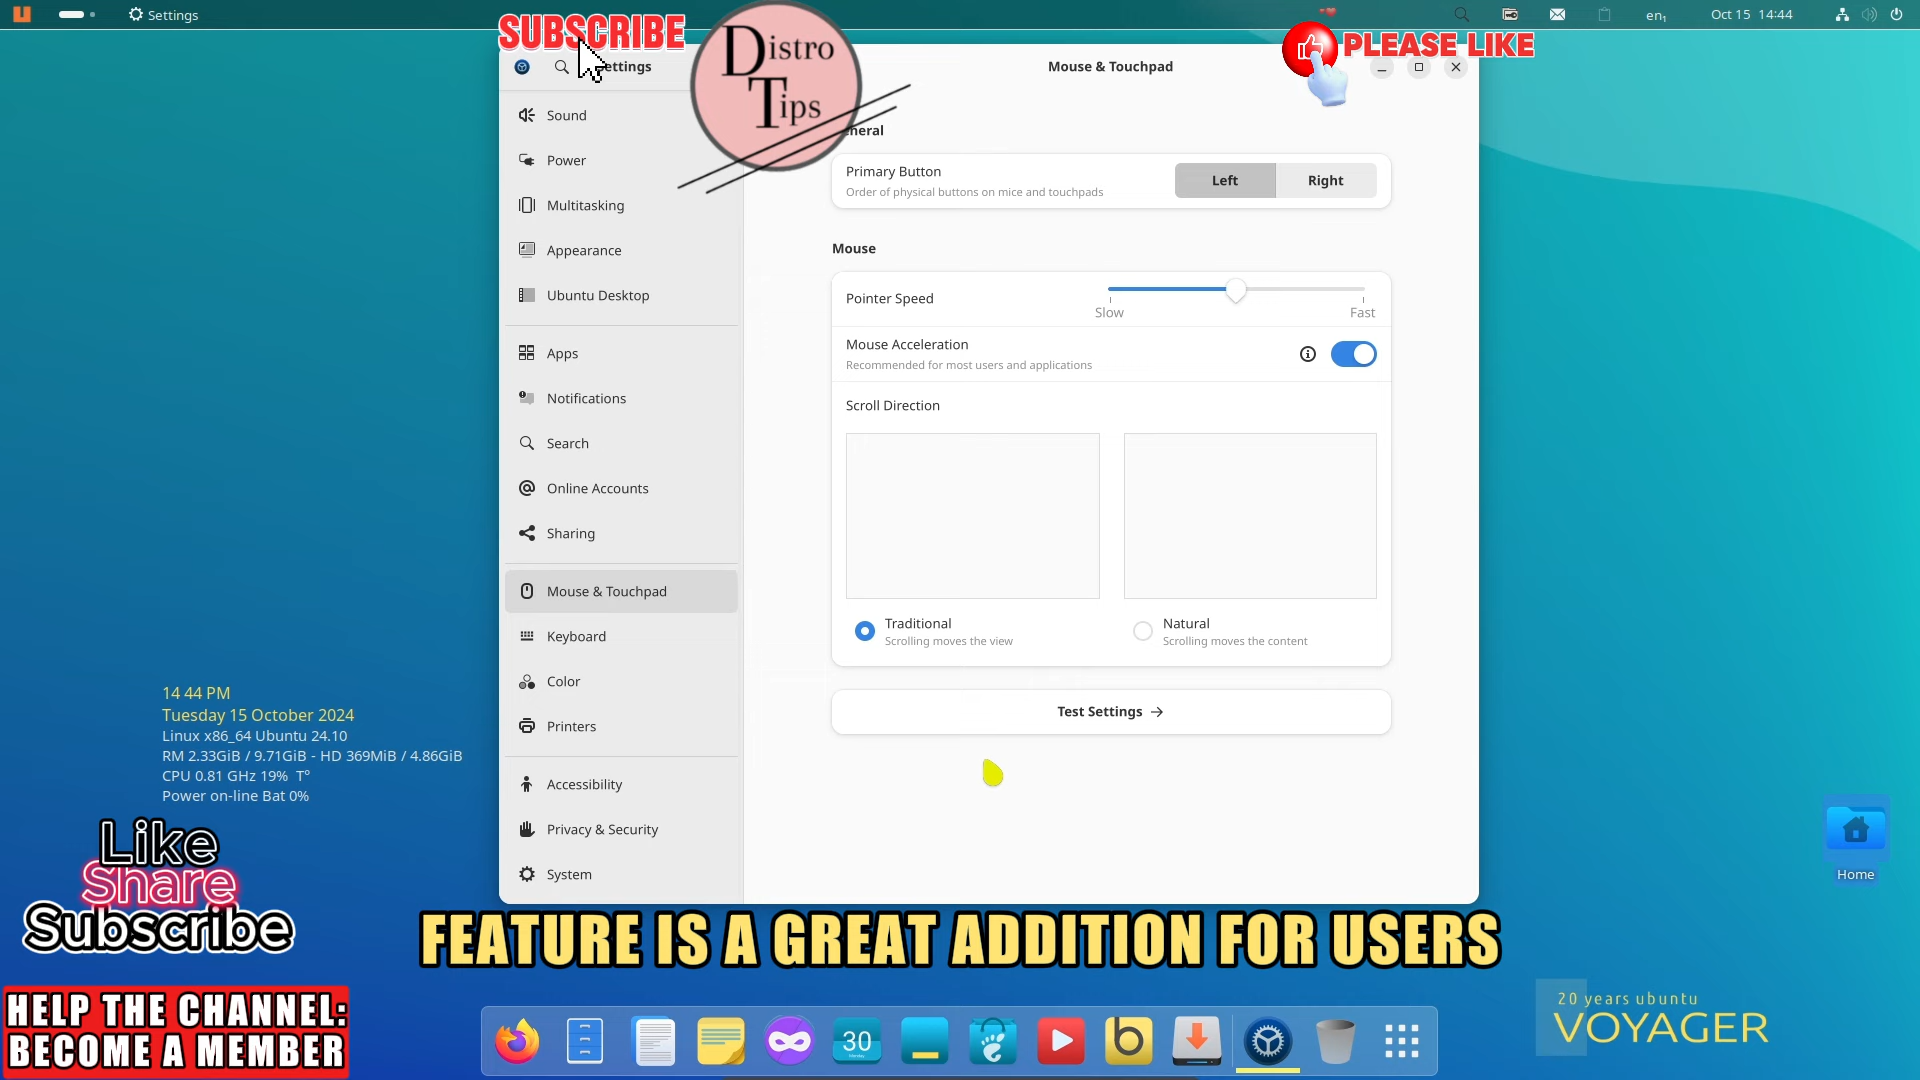 Settings
en₁
Oct 15 14:44
SUBSCRIBE
Distro
Tips
PLEASE LIKE
ettings
Mouse & Touchpad
Sound
Power
Multitasking
Appearance
Ubuntu Desktop
Apps
Notifications
Search
Online Accounts
Sharing
Mouse & Touchpad
Keyboard
Color
Printers
Accessibility
Privacy & Security
System
eneral
Primary Button
Order of physical buttons on mice and touchpads
Left
Right
Mouse
Pointer Speed
Slow
Fast
Mouse Acceleration
Recommended for most users and applications
Scroll Direction
Traditional
Scrolling moves the view
Natural
Scrolling moves the content
Test Settings →
14 44 PM
Tuesday 15 October 2024
Linux x86_64 Ubuntu 24.10
RM 2.33GiB / 9.71GiB - HD 369MiB / 4.86GiB
CPU 0.81 GHz 19% T°
Power on-line Bat 0%
Like
Share
Subscribe
Home
FEATURE IS A GREAT ADDITION FOR USERS
HELP THE CHANNEL:
BECOME A MEMBER
30
b
20 years ubuntu
VOYAGER